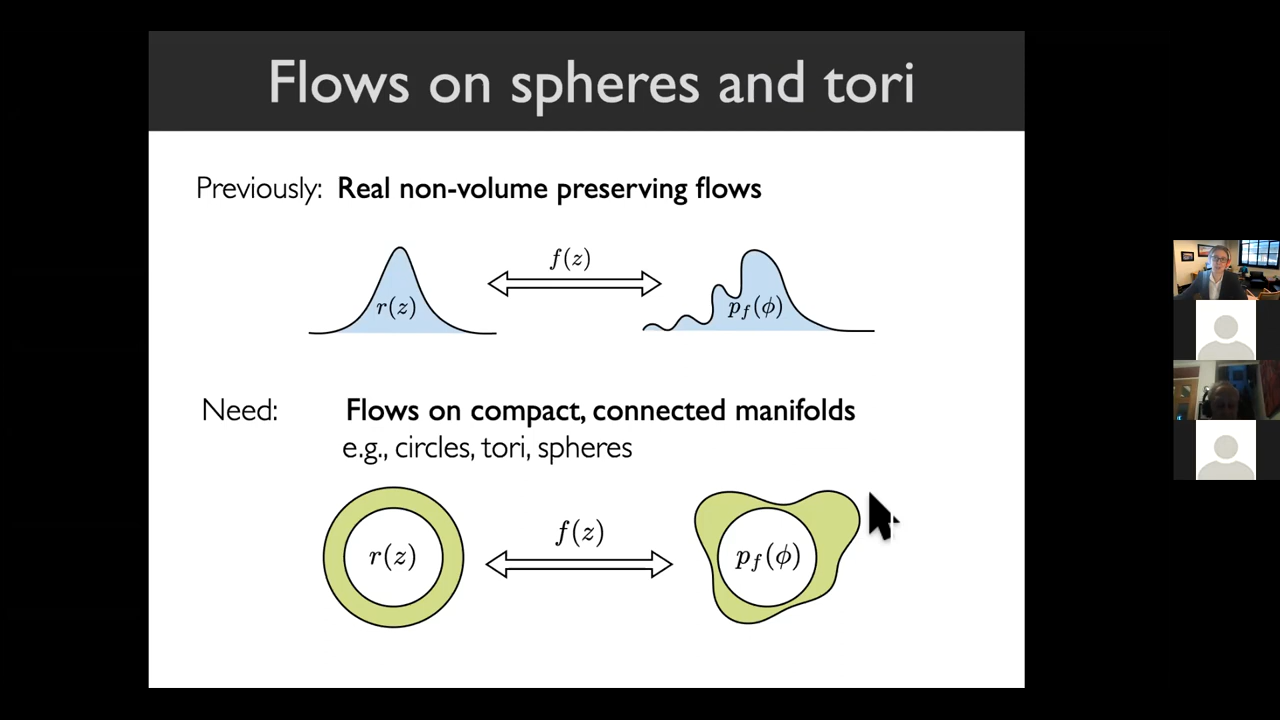 Flows on spheres and tori
Previously: Real non-volume preserving flows
f(z)
r(z)
p_f(ϕ)
Need: Flows on compact, connected manifolds
e.g., circles, tori, spheres
f(z)
r(z)
p_f(ϕ)